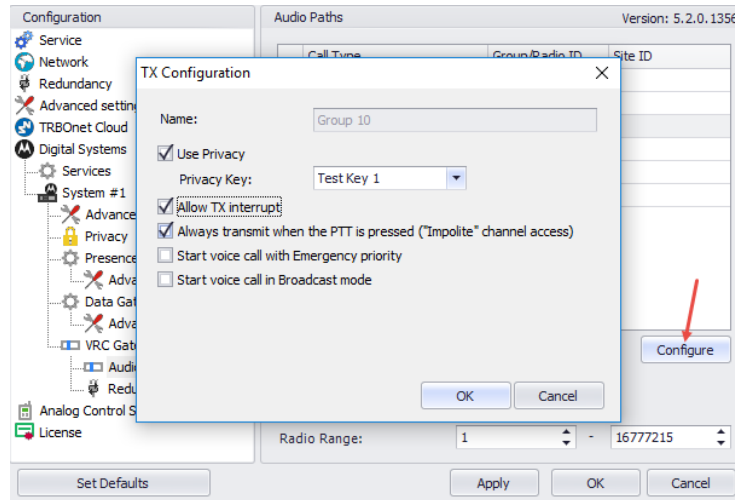 Configuration
Audio Paths
Version: 5.2.0.1356
Service
Network
Redundancy
Advanced settin
TRBOnet Cloud
Digital Systems
Services
System #1
Advance
Privacy
Presence
Adva
Data Gat
Adva
VRC Gat
Audi
Redu
Analog Control S
License
Call Type
Group/Radio ID
Site ID
TX Configuration
Name:
Group 10
Use Privacy
Privacy Key:
Test Key 1
Allow TX interrupt
Always transmit when the PTT is pressed ("Impolite" channel access)
Start voice call with Emergency priority
Start voice call in Broadcast mode
OK
Cancel
Configure
Radio Range:
1
-
16777215
Set Defaults
Apply
OK
Cancel